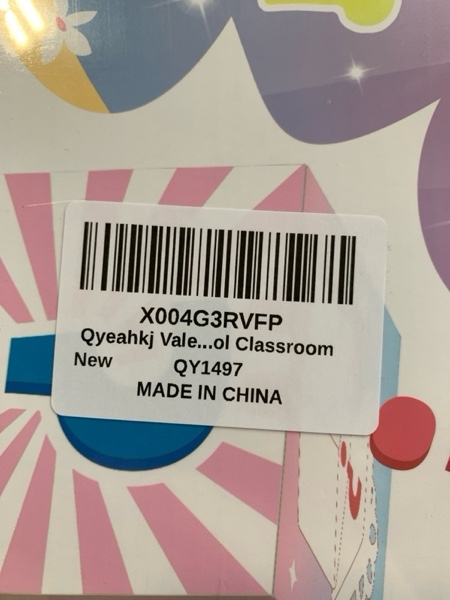 X004G3RVFP
Qyeahkj Vale...ol Classroom
New QY1497
MADE IN CHINA